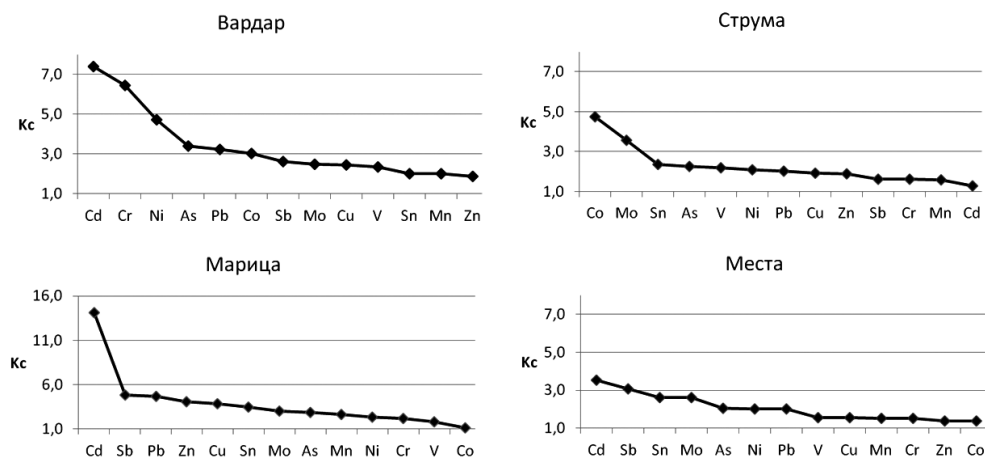 Вардар
7,0
5,0
Kc
3,0
1,0
Cd Cr Ni As Pb Co Sb Mo Cu V Sn Mn Zn
Струма
7,0
5,0
Kc
3,0
1,0
Co Mo Sn As V Ni Pb Cu Zn Sb Cr Mn Cd
Марица
16,0
11,0
Kc
6,0
1,0
Cd Sb Pb Zn Cu Sn Mo As Mn Ni Cr V Co
Места
7,0
5,0
Kc
3,0
1,0
Cd Sb Sn Mo As Ni Pb V Cu Mn Cr Zn Co